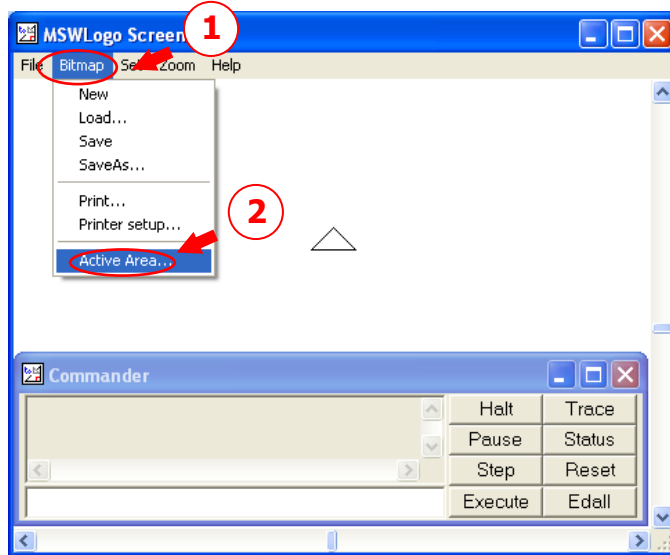 MSWLogo Screen
1
File Bitmap Set Zoom Help
New
Load...
Save
SaveAs...
Print...
Printer setup...
2
Active Area...
Commander
Halt Trace
Pause Status
Step Reset
Execute Edall